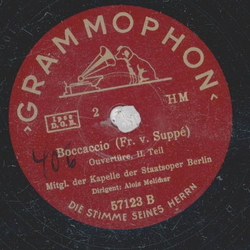 GRAMMOPHON
2 HM
Boccaccio (Fr. v. Suppé)
Ouvertüre, II. Teil
Mitgl. der Kapelle der Staatsoper Berlin
Dirigent: Alois Melichar
57123 B
DIE STIMME SEINES HERRN